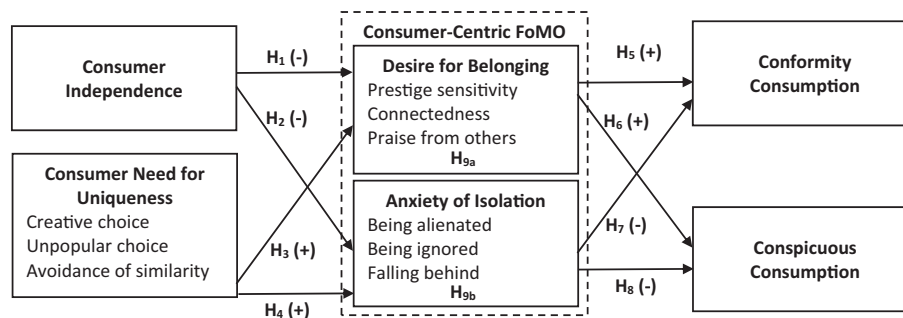 Consumer
Independence
Consumer Need for
Uniqueness
Creative choice
Unpopular choice
Avoidance of similarity
H1 (-)
H2 (-)
H3 (+)
H4 (+)
Consumer-Centric FoMO
Desire for Belonging
Prestige sensitivity
Connectedness
Praise from others
H9a
Anxiety of Isolation
Being alienated
Being ignored
Falling behind
H9b
H5 (+)
H6 (+)
H7 (-)
H8 (-)
Conformity
Consumption
Conspicuous
Consumption